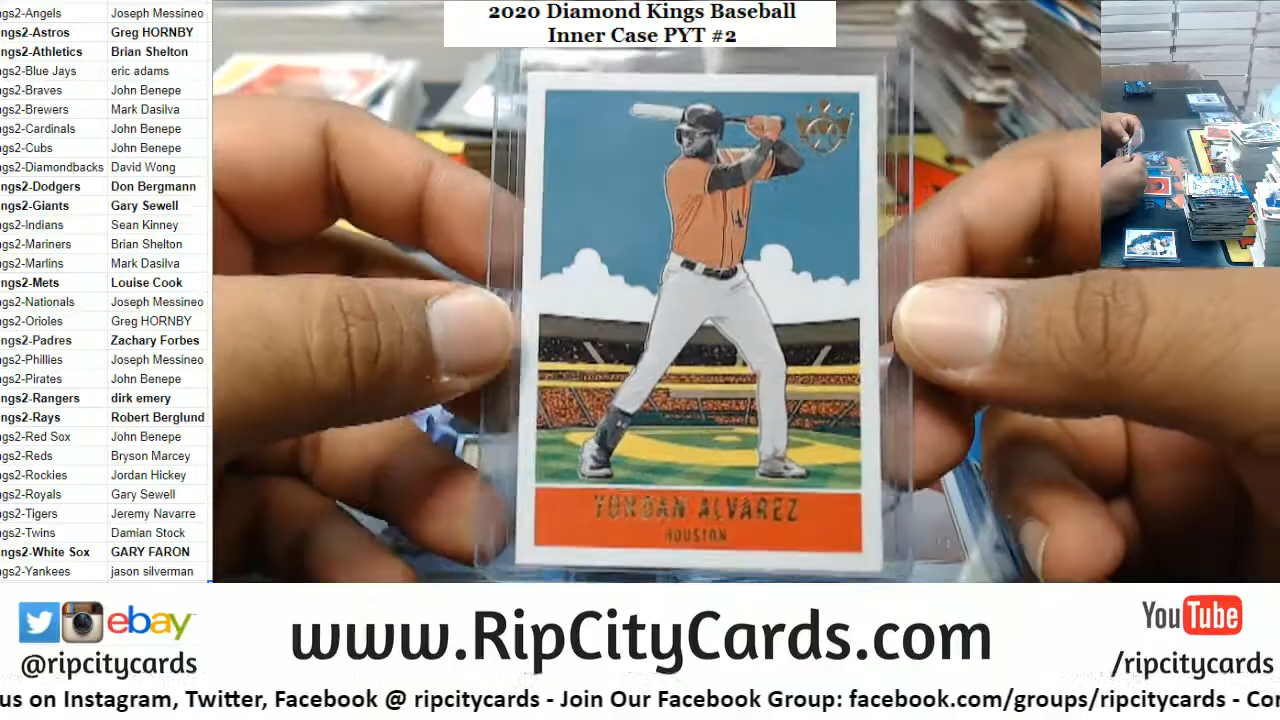 2020 Diamond Kings Baseball
Inner Case PYT #2
ngs2-Angels Joseph Messineo
ngs2-Astros Greg HORNBY
ngs2-Athletics Brian Shelton
ngs2-Blue Jays eric adams
ngs2-Braves John Benepe
ngs2-Brewers Mark Dasilva
ngs2-Cardinals John Benepe
ngs2-Cubs John Benepe
ngs2-Diamondbacks David Wong
ngs2-Dodgers Don Bergmann
ngs2-Giants Gary Sewell
ngs2-Indians Sean Kinney
ngs2-Mariners Brian Shelton
ngs2-Marlins Mark Dasilva
ngs2-Mets Louise Cook
ngs2-Nationals Joseph Messineo
ngs2-Orioles Greg HORNBY
ngs2-Padres Zachary Forbes
ngs2-Phillies Joseph Messineo
ngs2-Pirates John Benepe
ngs2-Rangers dirk emery
ngs2-Rays Robert Berglund
ngs2-Red Sox John Benepe
ngs2-Reds Bryson Marcey
ngs2-Rockies Jordan Hickey
ngs2-Royals Gary Sewell
ngs2-Tigers Jeremy Navarre
ngs2-Twins Damian Stock
ngs2-White Sox GARY FARON
ngs2-Yankees jason silverman
YORDAN ALVAREZ
HOUSTON
ebay
@ripcitycards
www.RipCityCards.com
YouTube
/ripcitycards
us on Instagram, Twitter, Facebook @ ripcitycards - Join Our Facebook Group: facebook.com/groups/ripcitycards - Con